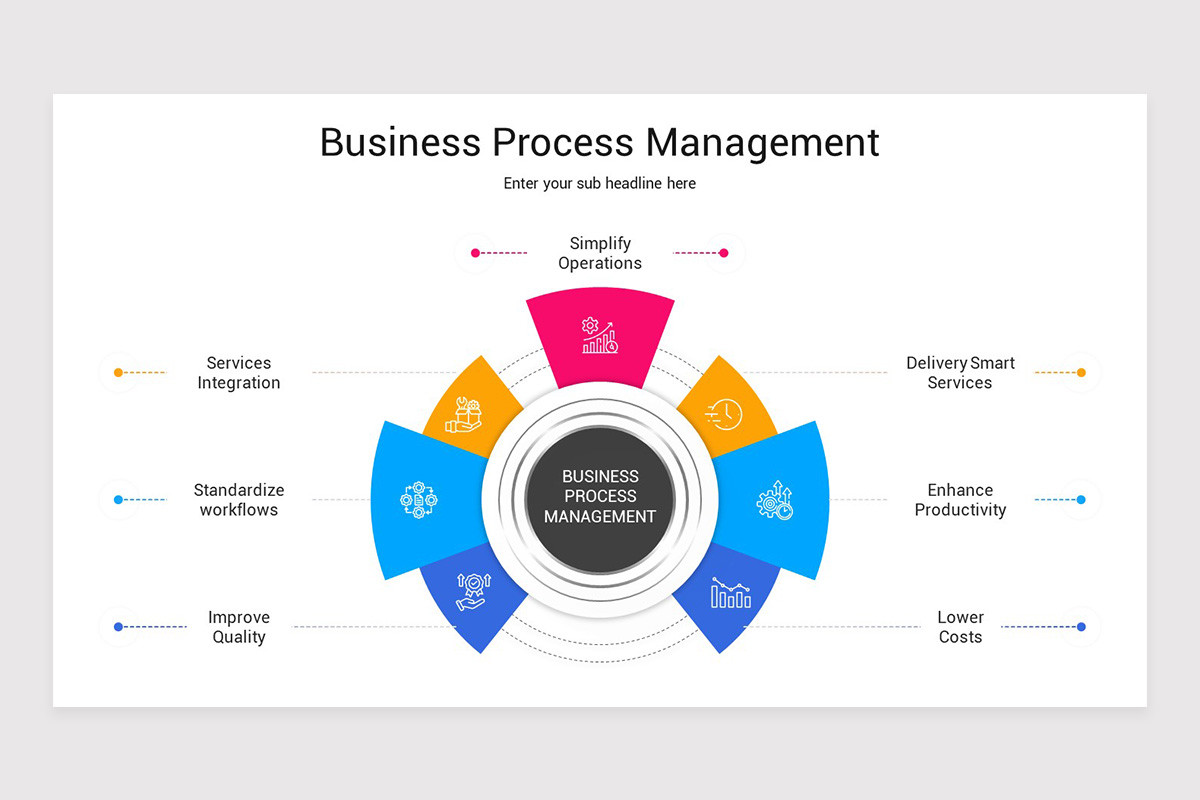 Business Process Management
Enter your sub headline here
Simplify
Operations
Services
Integration
Delivery Smart
Services
Standardize
workflows
BUSINESS
PROCESS
MANAGEMENT
Enhance
Productivity
Improve
Quality
Lower
Costs